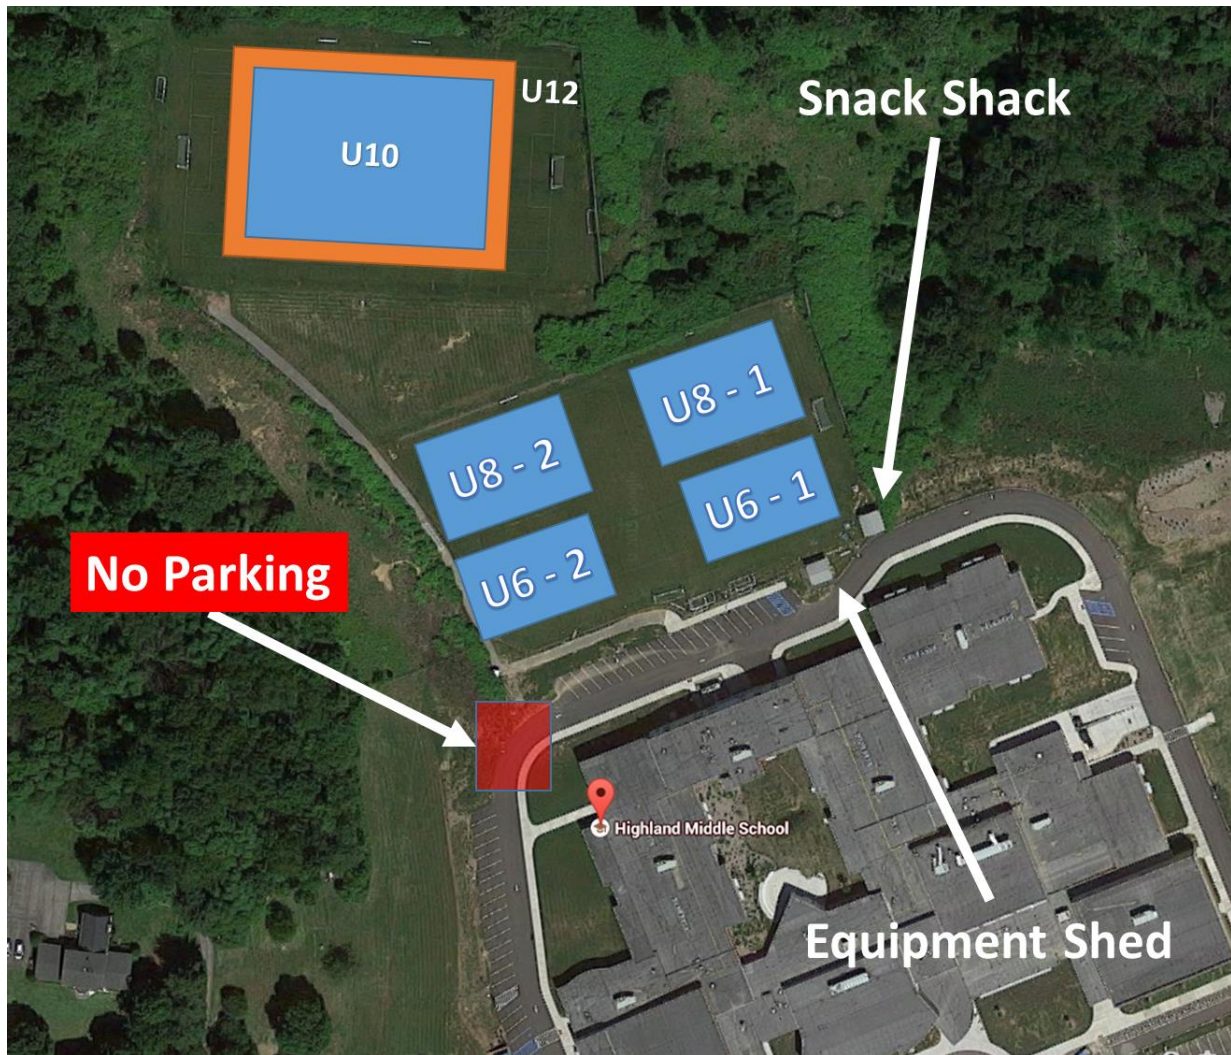 U12
U10
Snack Shack
U8 - 1
U8 - 2
U6 - 1
U6 - 2
No Parking
Highland Middle School
Equipment Shed